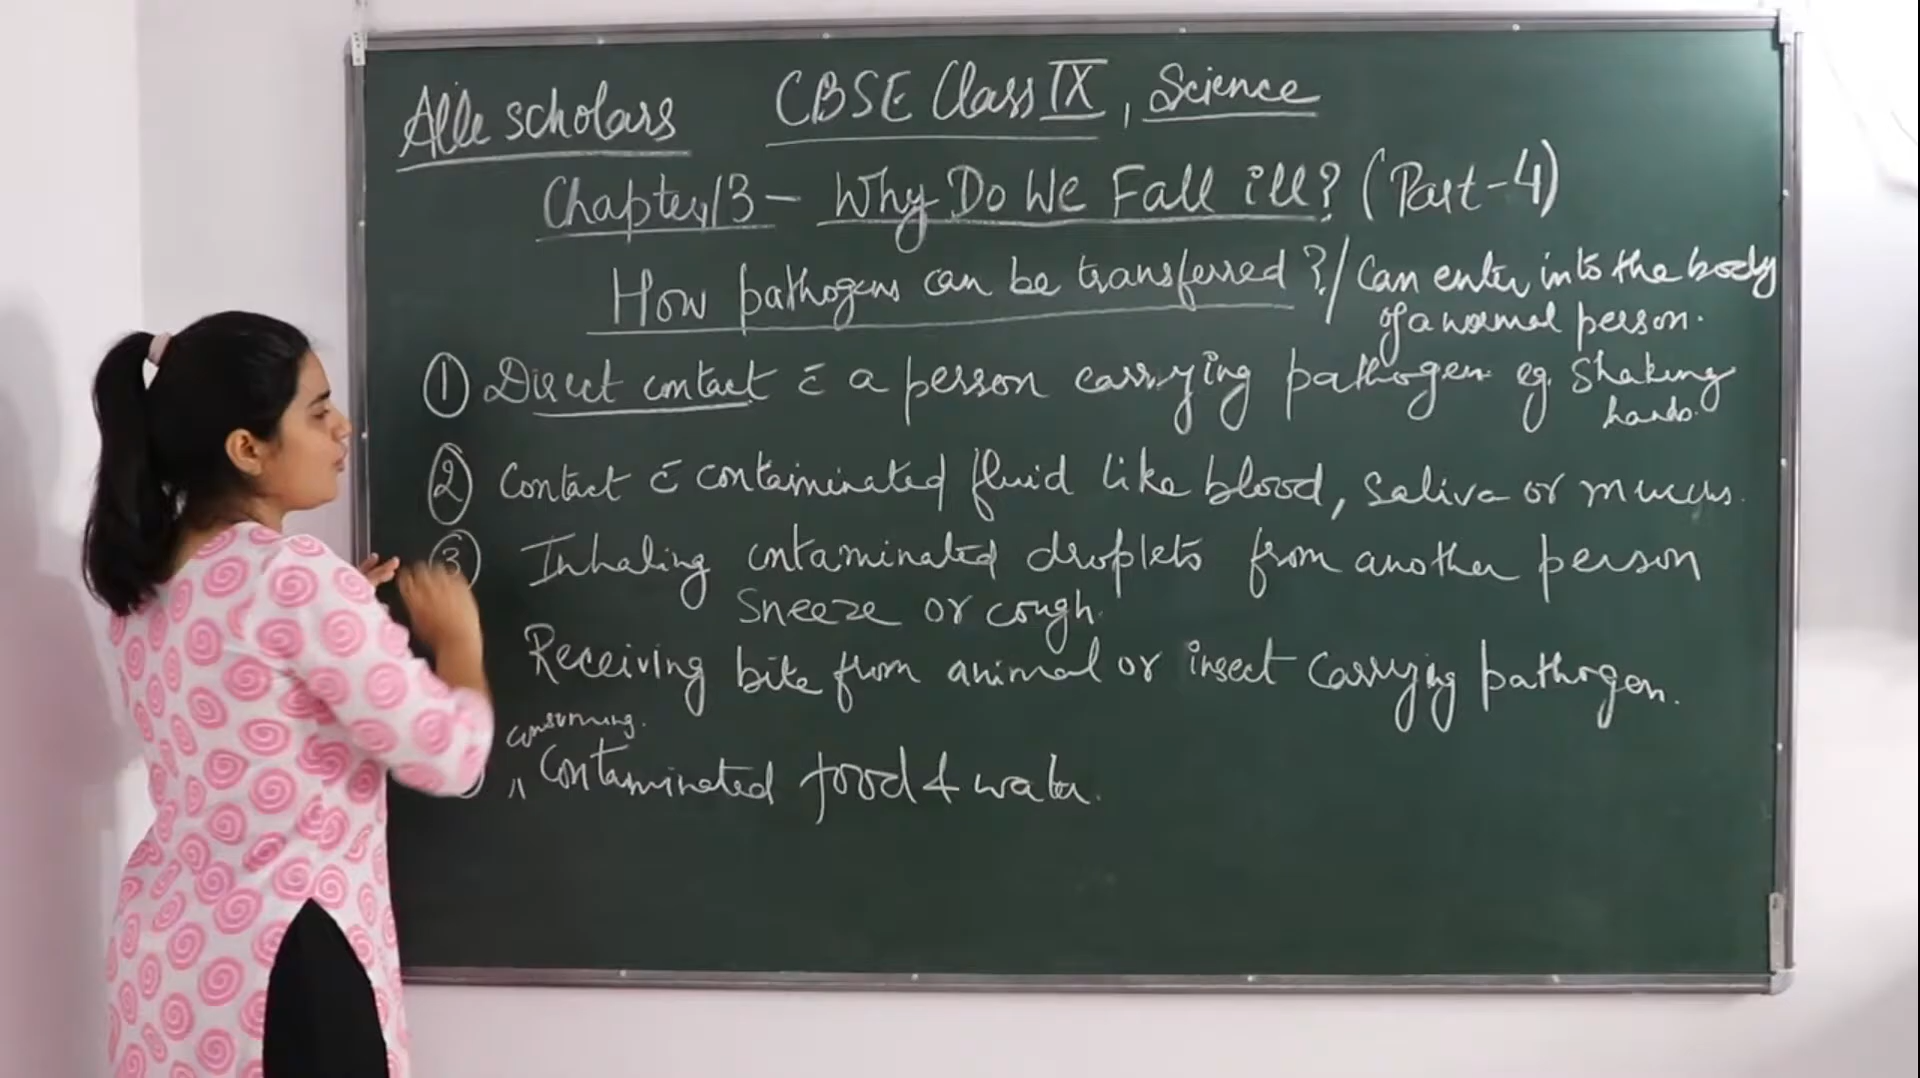 Alle scholars CBSE Class IX, Science
Chapter 13 - Why Do We Fall ill? (Part-4)
How pathogens can be transferred?/ Can enter into the body
of a normal person.
① Direct contact c̄ a person carrying pathogen eg. Shaking
hands.
② Contact c̄ contaminated fluid like blood, saliva or mucus.
③ Inhaling contaminated droplets from another person
sneeze or cough.
Receiving bite from animal or insect carrying pathogen.
consuming.
^ Contaminated food & water.